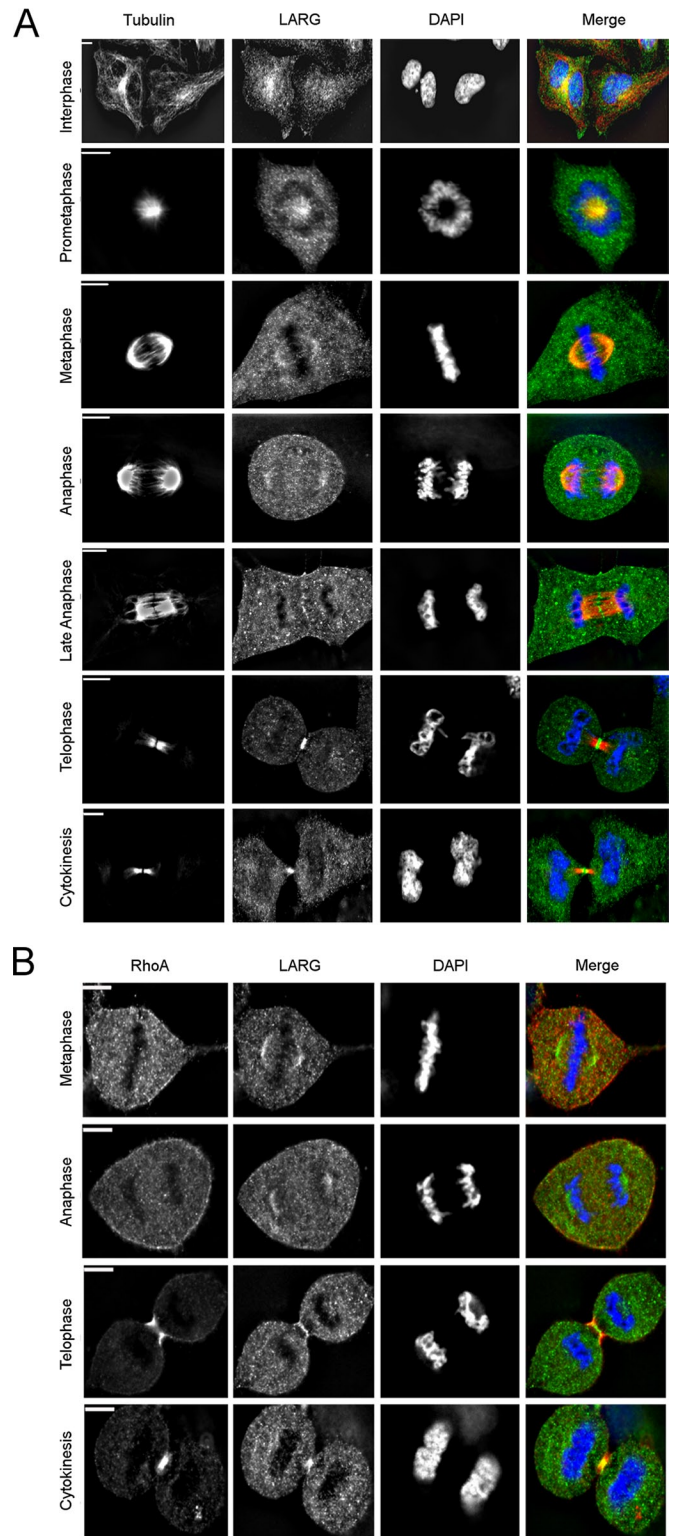 A
Tubulin LARG DAPI Merge
Interphase
Prometaphase
Metaphase
Anaphase
Late Anaphase
Telophase
Cytokinesis
B
RhoA LARG DAPI Merge
Metaphase
Anaphase
Telophase
Cytokinesis